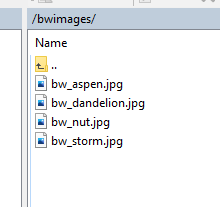 /bwimages/
Name
..
bw_aspen.jpg
bw_dandelion.jpg
bw_nut.jpg
bw_storm.jpg